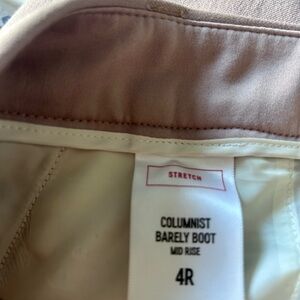 STRETCH
COLUMNIST
BARELY BOOT
MID RISE
4R